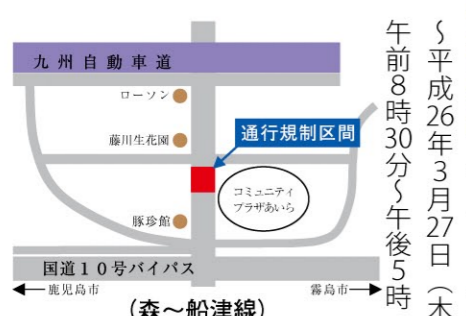 ～平成26年3月27日（木
午前8時30分～午後5時
九州自動車道
ローソン
藤川生花園
通行規制区間
コミュニティ
プラザあいら
豚珍館
国道10号バイパス
鹿児島市
霧島市
（森～船津線）